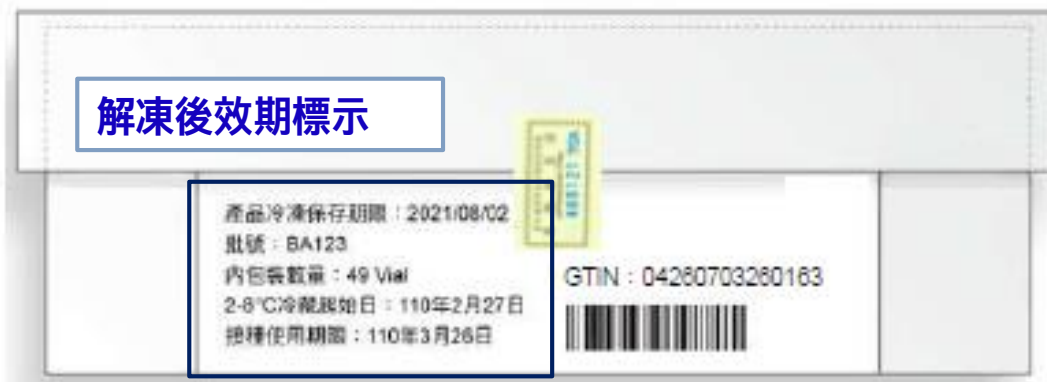 解凍後效期標示
產品冷凍保存期限：2021/08/02
批號：BA123
內包裝數量：49 Vial
2-8°C冷藏起始日：110年2月27日
接種使用期限：110年3月26日
GTIN：04260703260163